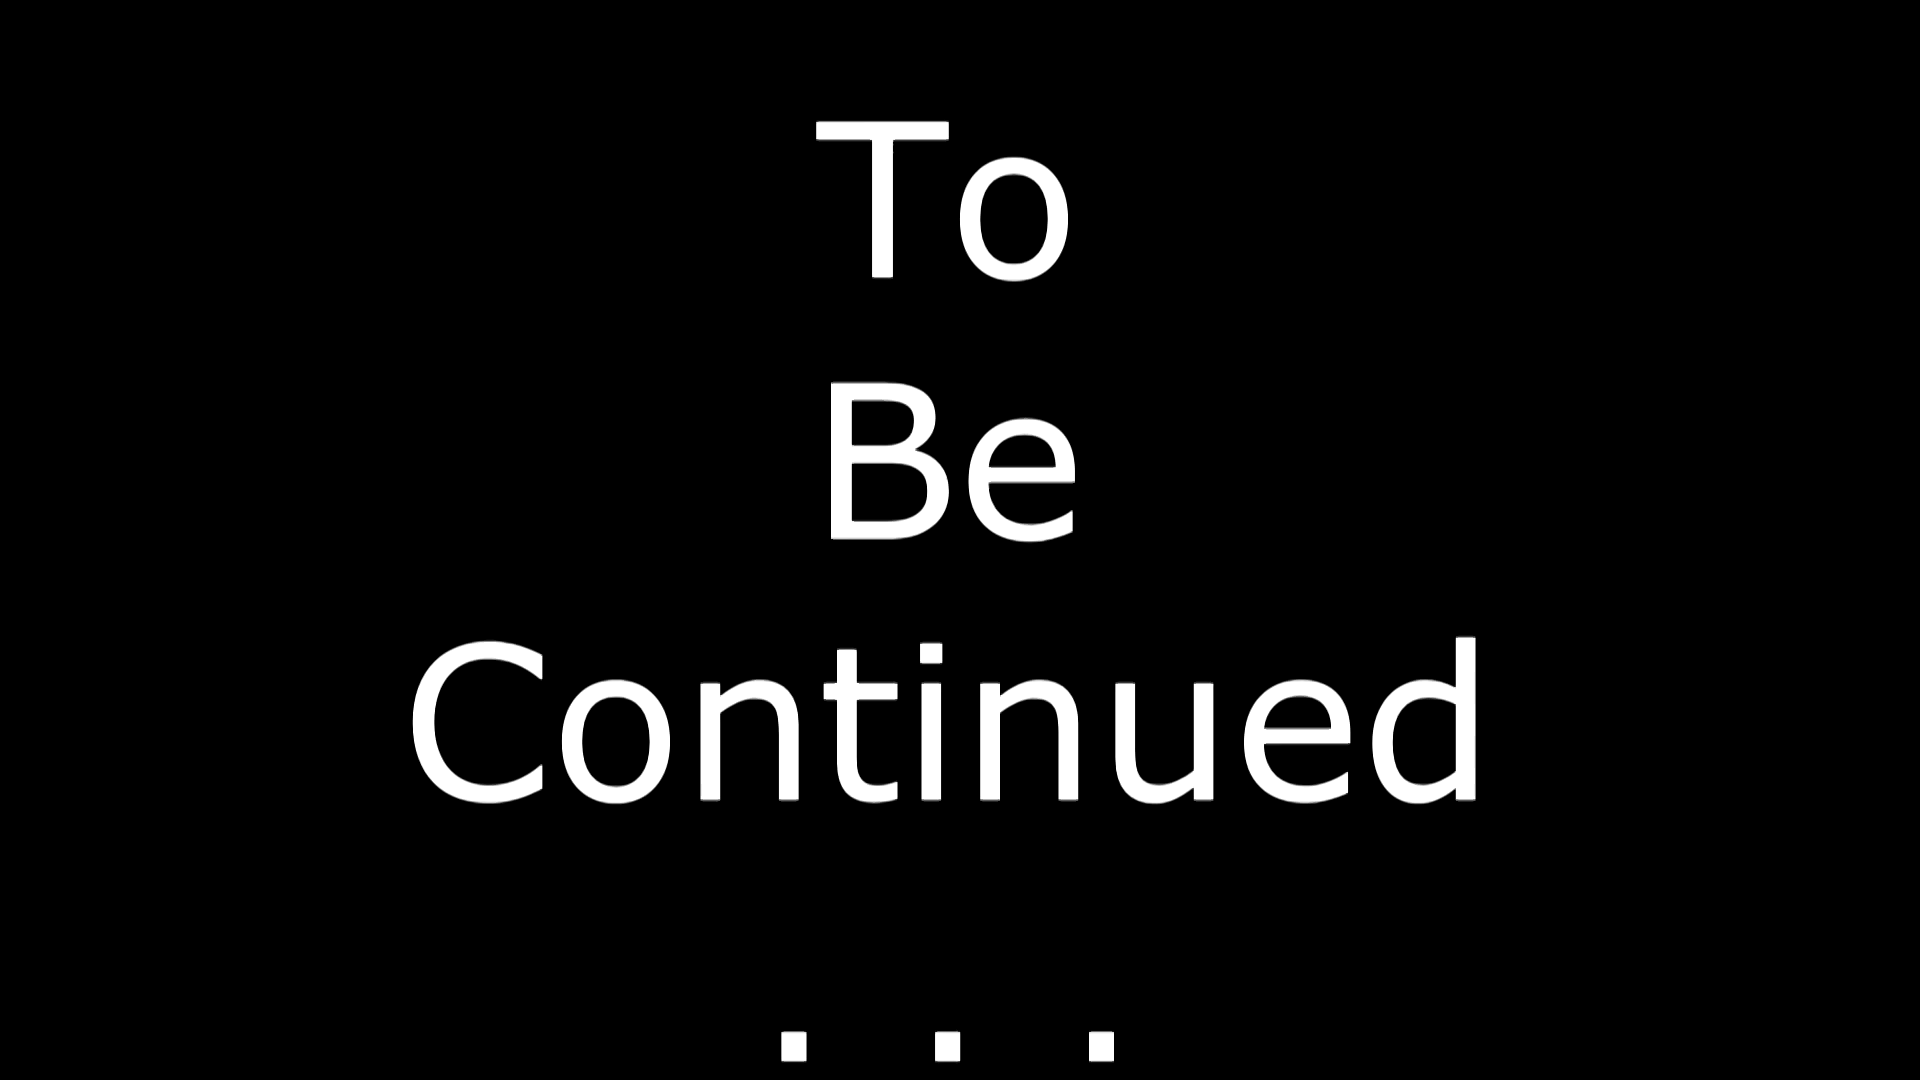 To
Be
Continued
. . .